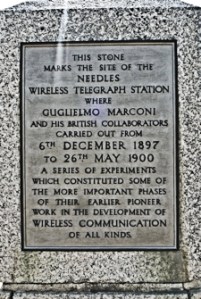 THIS STONE
MARKS THE SITE OF THE
NEEDLES
WIRELESS TELEGRAPH STATION
WHERE
GUGLIELMO MARCONI
AND HIS BRITISH COLLABORATORS
CARRIED OUT FROM
6TH DECEMBER 1897
TO 26TH MAY 1900
A SERIES OF EXPERIMENTS
WHICH CONSTITUTED SOME OF
THE MORE IMPORTANT PHASES
OF THEIR EARLIER PIONEER
WORK IN THE DEVELOPMENT OF
WIRELESS COMMUNICATION
OF ALL KINDS.